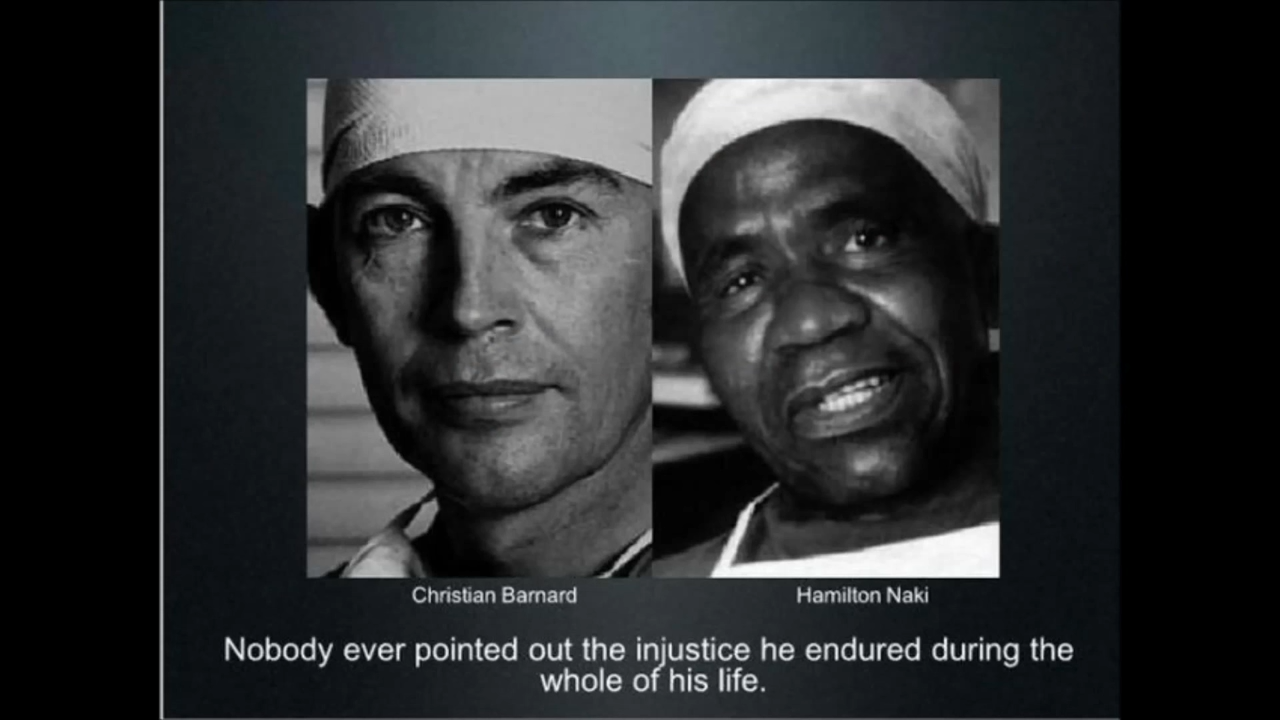 Christian Barnard
Hamilton Naki
Nobody ever pointed out the injustice he endured during the
whole of his life.